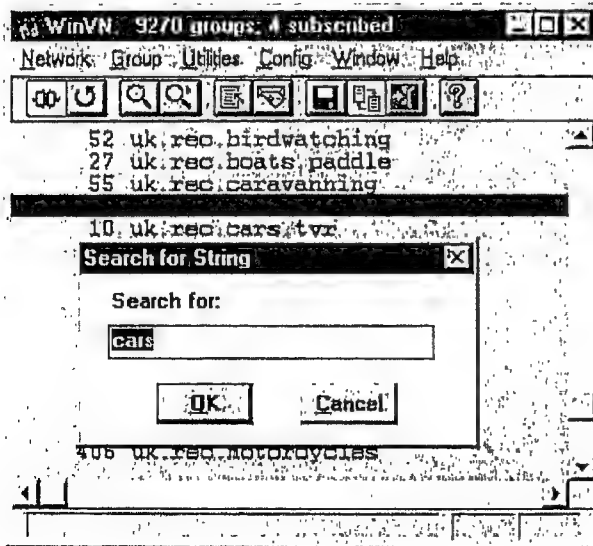 WinVN 9270 groups; 4 subscribed
Network Group Utilities Config Window Help
52 uk.rec.birdwatching
27 uk.rec.boats.paddle
55 uk.rec.caravanning
10 uk.rec.cars.tvr
Search for String
Search for:
cars
OK
Cancel
406 uk.rec.motorcycles